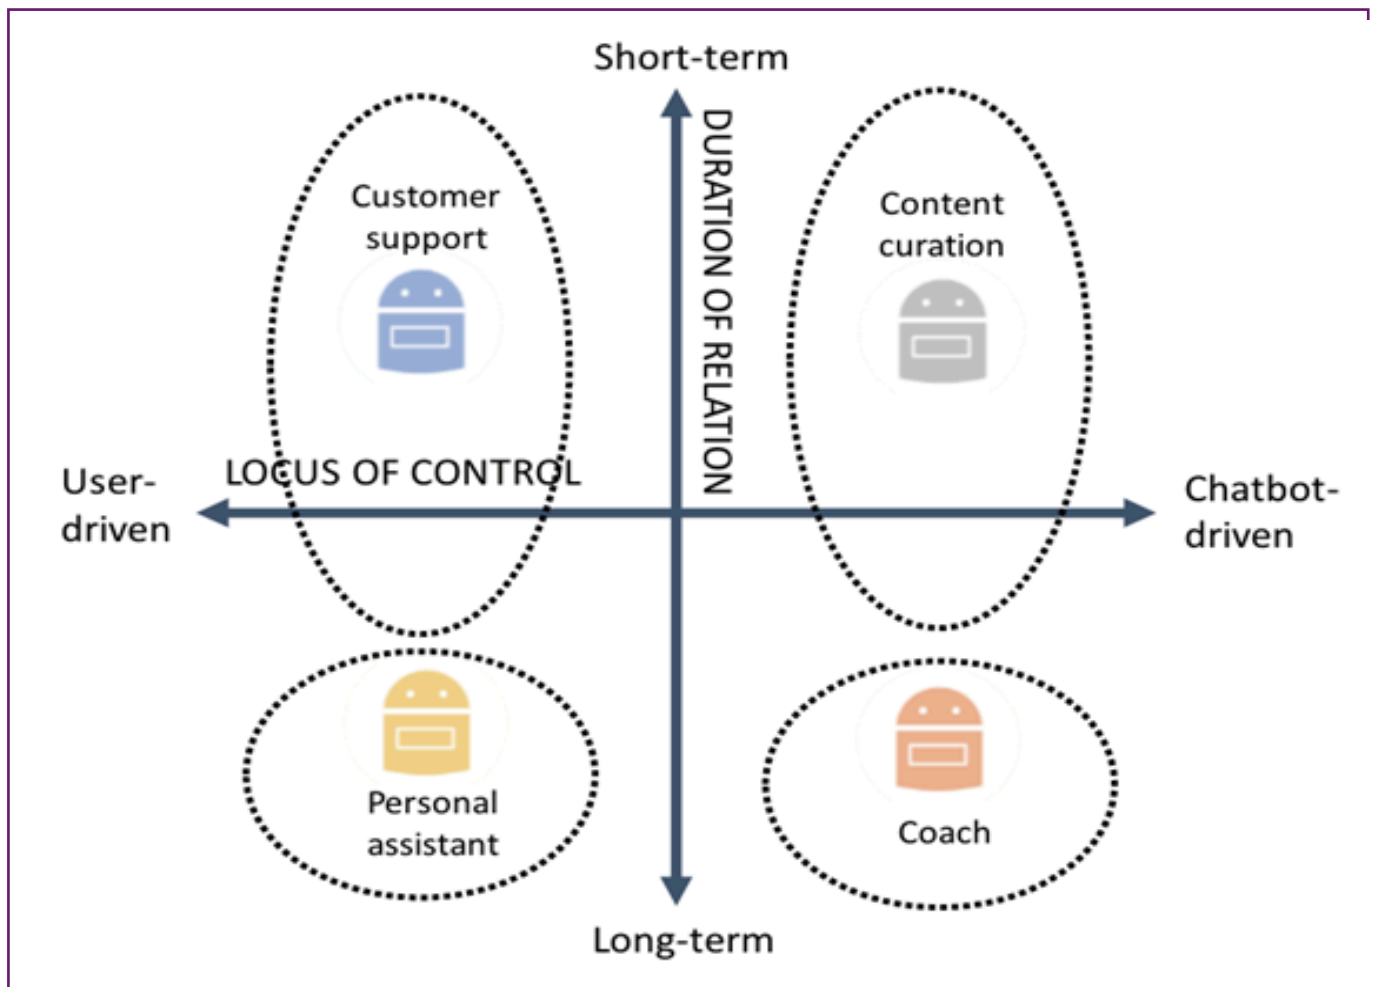 Short-term
DURATION OF RELATION
Customer
support
Content
curation
LOCUS OF CONTROL
User-
driven
Chatbot-
driven
Personal
assistant
Coach
Long-term